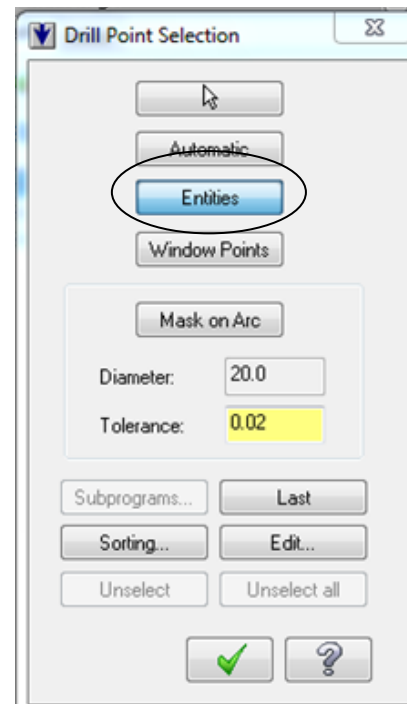 Drill Point Selection
Automatic
Entities
Window Points
Mask on Arc
Diameter: 20.0
Tolerance: 0.02
Subprograms... Last
Sorting... Edit...
Unselect Unselect all